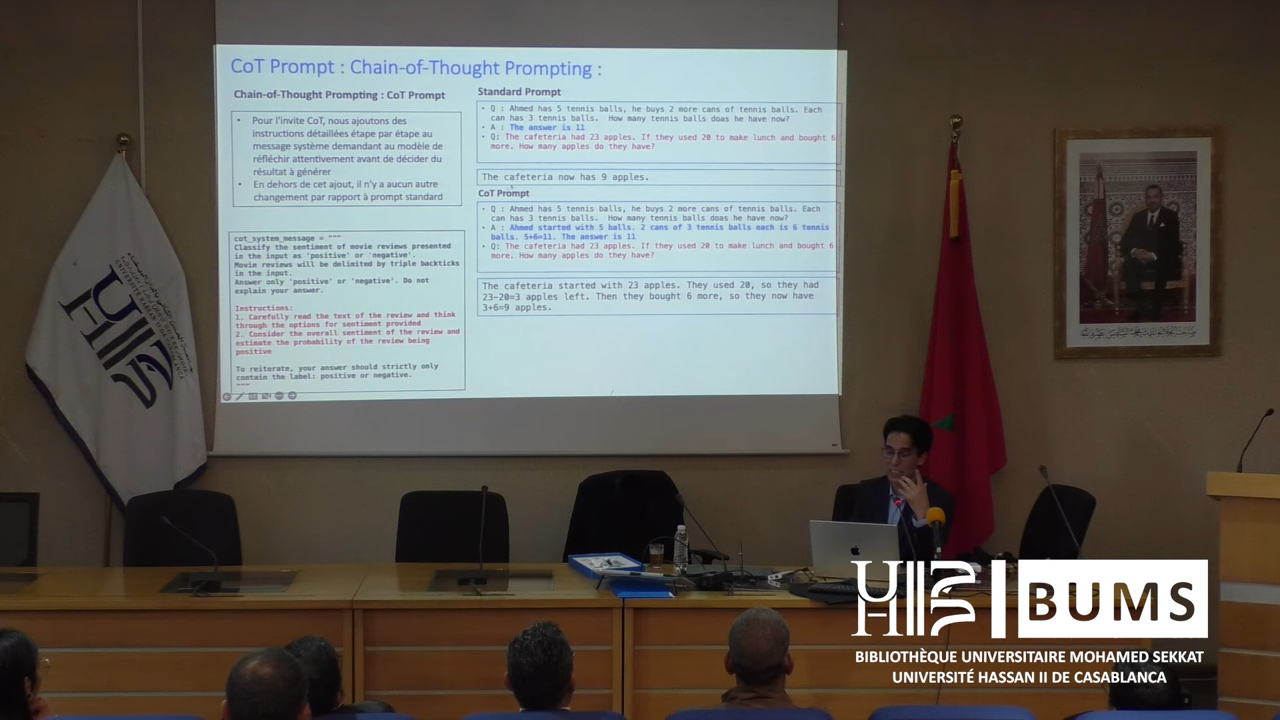 CoT Prompt : Chain-of-Thought Prompting :
Chain-of-Thought Prompting : CoT Prompt
• Pour l'invite CoT, nous ajoutons des
instructions détaillées étape par étape au
message système demandant au modèle de
réfléchir attentivement avant de décider du
résultat à générer
• En dehors de cet ajout, il n'y a aucun autre
changement par rapport à prompt standard
cot_system_message = """
Classify the sentiment of movie reviews presented
in the input as 'positive' or 'negative'.
Movie reviews will be delimited by triple backticks
in the input.
Answer only 'positive' or 'negative'. Do not
explain your answer.
Instructions:
1. Carefully read the text of the review and think
through the options for sentiment provided
2. Consider the overall sentiment of the review and
estimate the probability of the review being
positive
To reiterate, your answer should strictly only
contain the label: positive or negative.
"""
Standard Prompt
• Q : Ahmed has 5 tennis balls, he buys 2 more cans of tennis balls. Each
can has 3 tennis balls. How many tennis balls doas he have now?
• A : The answer is 11
• Q: The cafeteria had 23 apples. If they used 20 to make lunch and bought 6
more. How many apples do they have?
The cafeteria now has 9 apples.
CoT Prompt
• Q : Ahmed has 5 tennis balls, he buys 2 more cans of tennis balls. Each
can has 3 tennis balls. How many tennis balls doas he have now?
• A : Ahmed started with 5 balls. 2 cans of 3 tennis balls each is 6 tennis
balls. 5+6=11. The answer is 11
• Q: The cafeteria had 23 apples. If they used 20 to make lunch and bought 6
more. How many apples do they have?
The cafeteria started with 23 apples. They used 20, so they had
23–20=3 apples left. Then they bought 6 more, so they now have
3+6=9 apples.
UH
BUMS
BIBLIOTHÈQUE UNIVERSITAIRE MOHAMED SEKKAT
UNIVERSITÉ HASSAN II DE CASABLANCA